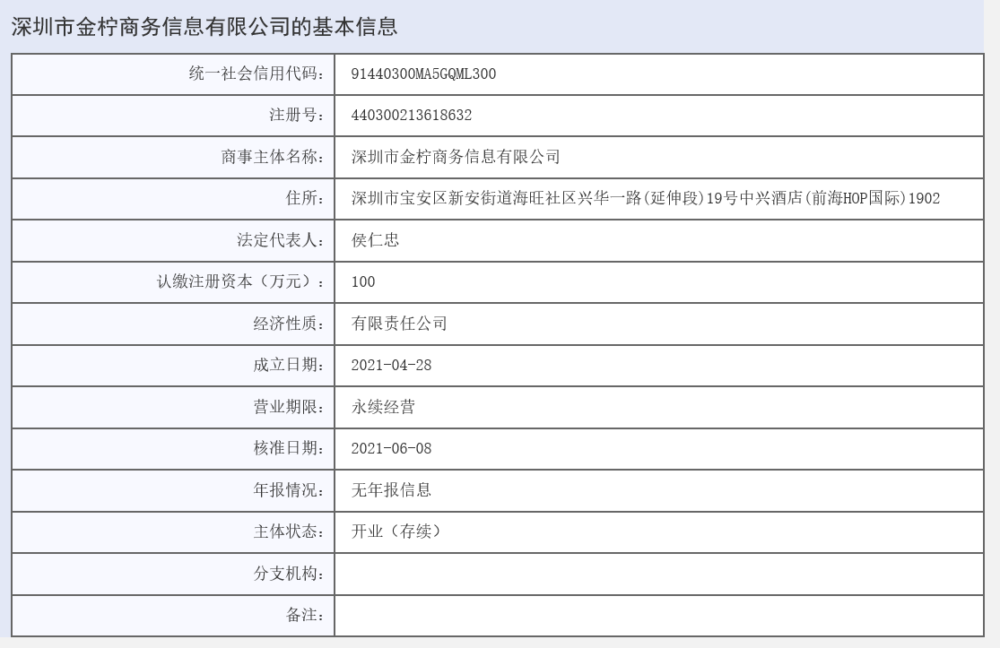 深圳市金柠商务信息有限公司的基本信息
统一社会信用代码： 91440300MA5GQML300
注册号： 440300213618632
商事主体名称： 深圳市金柠商务信息有限公司
住所： 深圳市宝安区新安街道海旺社区兴华一路(延伸段)19号中兴酒店(前海HOP国际)1902
法定代表人： 侯仁忠
认缴注册资本（万元）： 100
经济性质： 有限责任公司
成立日期： 2021-04-28
营业期限： 永续经营
核准日期： 2021-06-08
年报情况： 无年报信息
主体状态： 开业（存续）
分支机构：
备注：